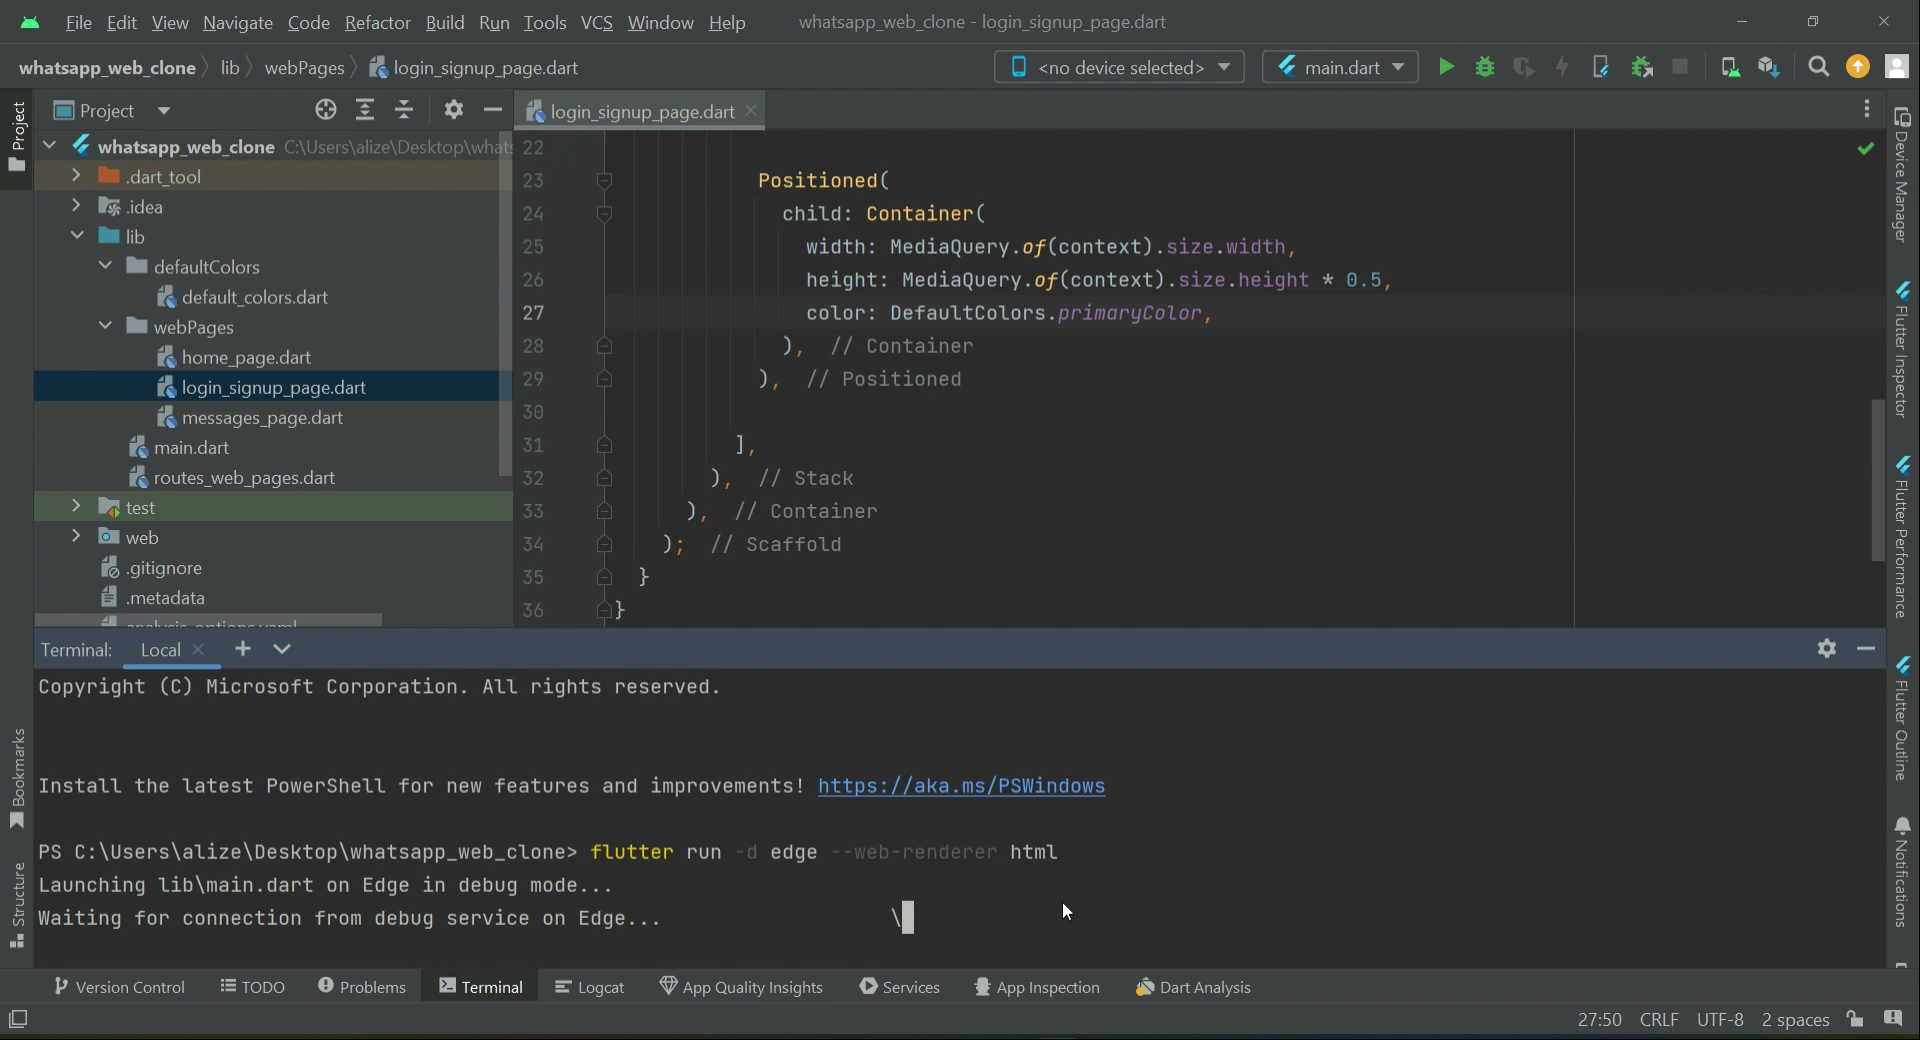 File Edit View Navigate Code Refactor Build Run Tools VCS Window Help whatsapp_web_clone - login_signup_page.dart
whatsapp_web_clone lib webPages login_signup_page.dart <no device selected> main.dart
Project
Project
login_signup_page.dart
whatsapp_web_clone C:\Users\alize\Desktop\whats
.dart_tool
.idea
lib
defaultColors
default_colors.dart
webPages
home_page.dart
login_signup_page.dart
messages_page.dart
main.dart
routes_web_pages.dart
test
web
.gitignore
.metadata
analysis_options.yaml
22
23 Positioned(
24 child: Container(
25 width: MediaQuery.of(context).size.width,
26 height: MediaQuery.of(context).size.height * 0.5,
27 color: DefaultColors.primaryColor,
28 ), // Container
29 ), // Positioned
30
31 ],
32 ), // Stack
33 ), // Container
34 ); // Scaffold
35 }
36 }
Device Manager
Flutter Inspector
Flutter Performance
Flutter Outline
Notifications
Bookmarks
Structure
Terminal: Local
Copyright (C) Microsoft Corporation. All rights reserved.
Install the latest PowerShell for new features and improvements! https://aka.ms/PSWindows
PS C:\Users\alize\Desktop\whatsapp_web_clone> flutter run -d edge --web-renderer html
Launching lib\main.dart on Edge in debug mode...
Waiting for connection from debug service on Edge... \
Version Control TODO Problems Terminal Logcat App Quality Insights Services App Inspection Dart Analysis
27:50 CRLF UTF-8 2 spaces